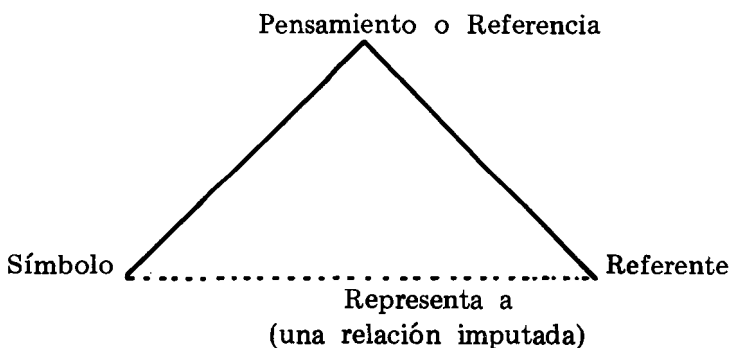 Pensamiento o Referencia
Símbolo
Referente
Representa a
(una relación imputada)